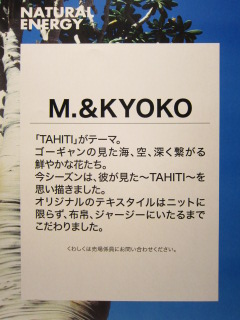 NATURAL
ENERGY
M.&KYOKO
『TAHITI』がテーマ。
ゴーギャンの見た海、空、深く繋がる
鮮やかな花たち。
今シーズンは、彼が見た〜TAHITI〜を
思い描きました。
オリジナルのテキスタイルはニットに
限らず、布帛、ジャージーにいたるまで
こだわりました。
くわしくは売場係員にお問い合わせください。